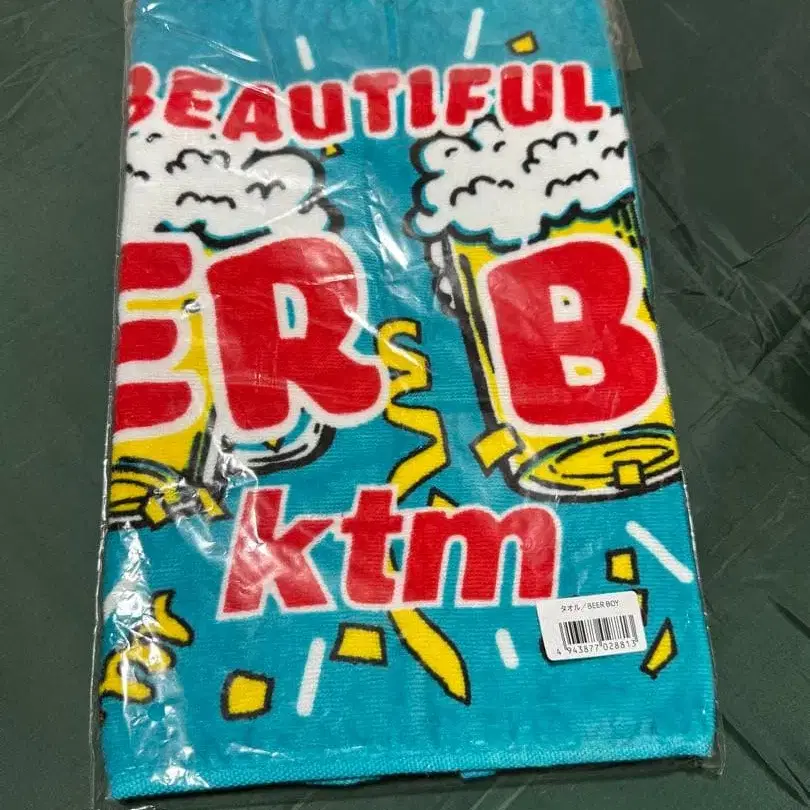 BEAUTIFUL
ER B
ktm
タオル／BEER BOY
4 943877 028813